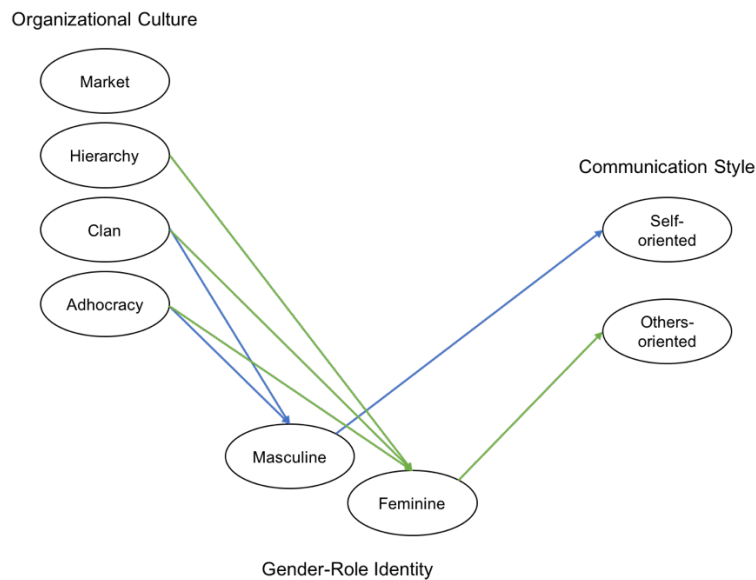 Organizational Culture
Market
Hierarchy
Clan
Adhocracy
Communication Style
Self-
oriented
Others-
oriented
Masculine
Feminine
Gender-Role Identity